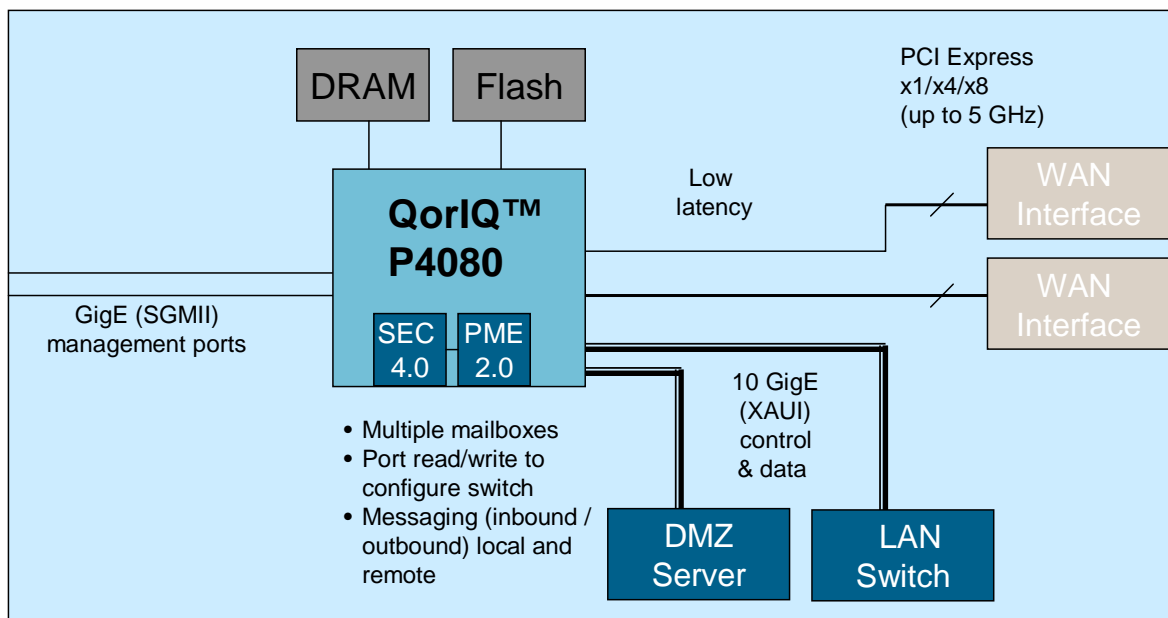 DRAM
Flash
PCI Express
x1/x4/x8
(up to 5 GHz)
QorIQ™
P4080
Low
latency
WAN
Interface
WAN
Interface
GigE (SGMII)
management ports
SEC
4.0
PME
2.0
10 GigE
(XAUI)
control
& data
• Multiple mailboxes
• Port read/write to
configure switch
• Messaging (inbound /
outbound) local and
remote
DMZ
Server
LAN
Switch